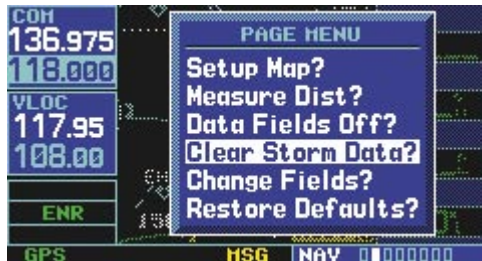 COM
136.975
118.000
VLOC
117.95
108.00
ENR
GPS
PAGE MENU
Setup Map?
Measure Dist?
Data Fields Off?
Clear Storm Data?
Change Fields?
Restore Defaults?
MSG
NAV